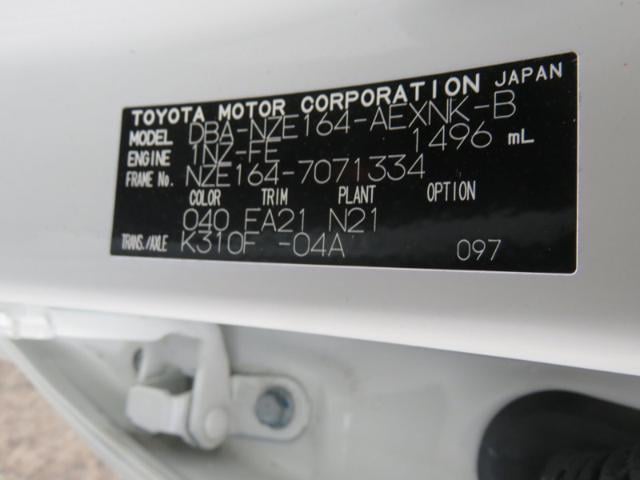 TOYOTA MOTOR CORPORATION JAPAN
MODEL DBA-NZE164-AEXNK-B
ENGINE 1NZ-FE 1496 mL
FRAME No. NZE164-7071334
COLOR TRIM PLANT OPTION
040 EA21 N21
TRANS./AXLE K310F -04A 097